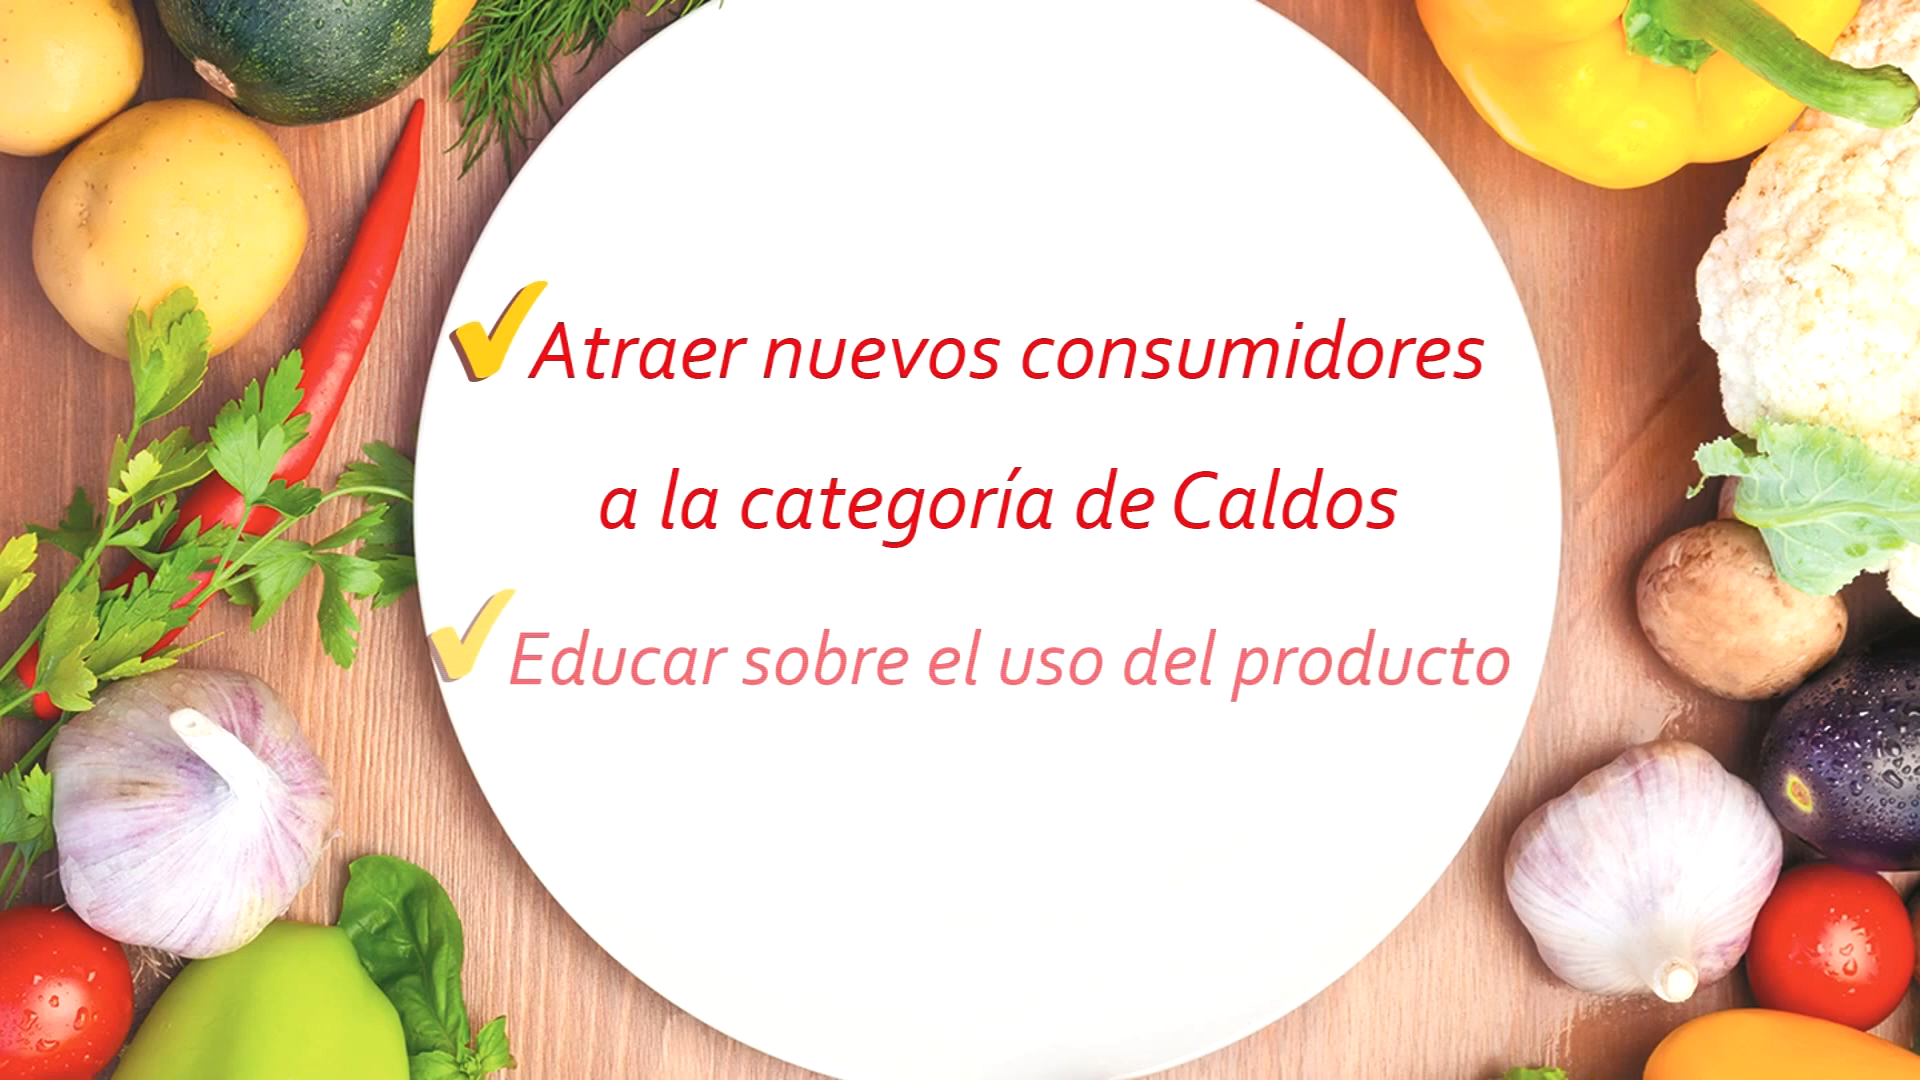 Atraer nuevos consumidores
a la categoría de Caldos
Educar sobre el uso del producto